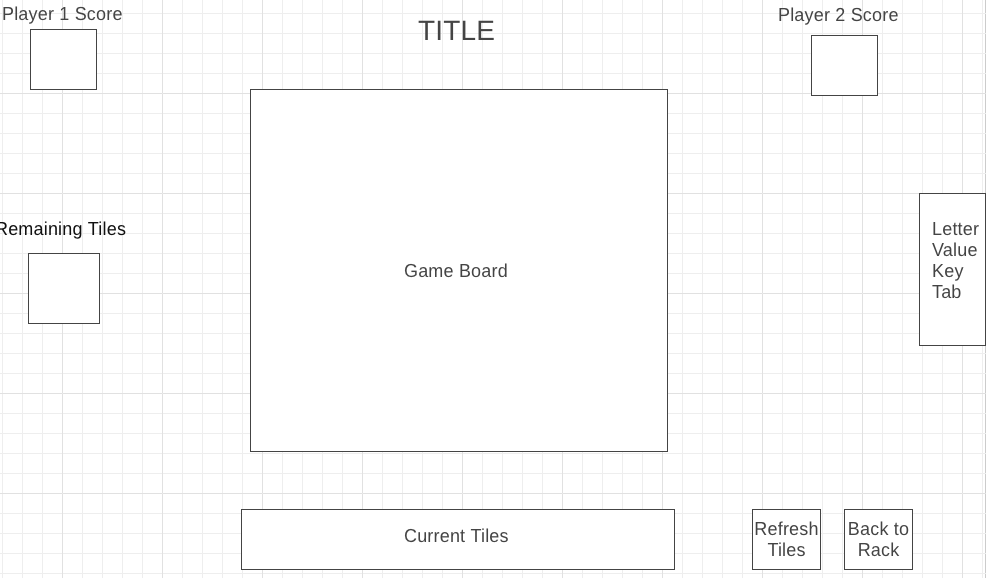 Player 1 Score
TITLE
Player 2 Score
Remaining Tiles
Game Board
Letter
Value
Key
Tab
Current Tiles
Refresh
Tiles
Back to
Rack